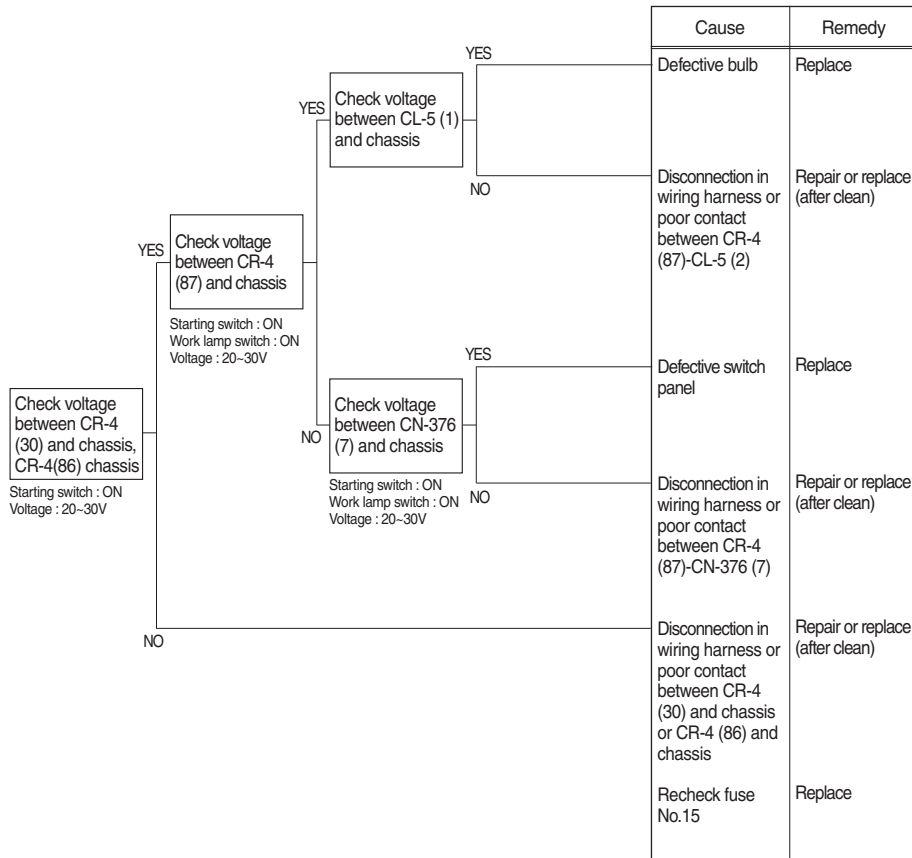 Cause
Remedy
YES
Defective bulb
Replace
YES
Check voltage
between CL-5 (1)
and chassis
NO
Disconnection in
wiring harness or
poor contact
between CR-4
(87)-CL-5 (2)
Repair or replace
(after clean)
YES
Check voltage
between CR-4
(87) and chassis
Starting switch : ON
Work lamp switch : ON
Voltage : 20~30V
YES
Defective switch
panel
Replace
Check voltage
between CR-4
(30) and chassis,
CR-4(86) chassis
Starting switch : ON
Voltage : 20~30V
NO
Check voltage
between CN-376
(7) and chassis
Starting switch : ON
Work lamp switch : ON
Voltage : 20~30V
NO
Disconnection in
wiring harness or
poor contact
between CR-4
(87)-CN-376 (7)
Repair or replace
(after clean)
NO
Disconnection in
wiring harness or
poor contact
between CR-4
(30) and chassis
or CR-4 (86) and
chassis
Repair or replace
(after clean)
Recheck fuse
No.15
Replace